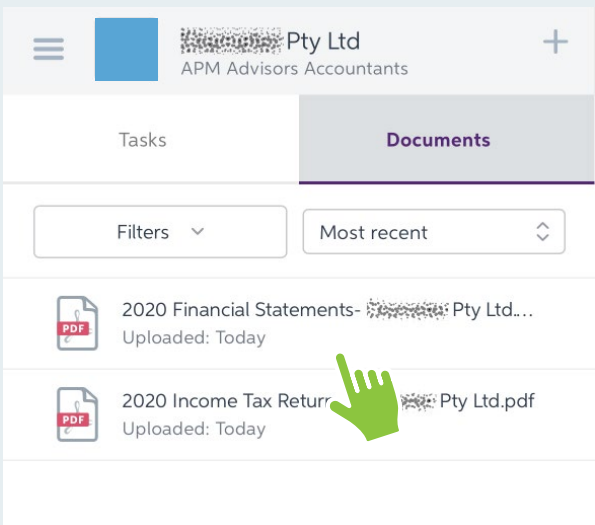 Pty Ltd
APM Advisors Accountants
Tasks
Documents
Filters
Most recent
PDF
2020 Financial Statements- Pty Ltd....
Uploaded: Today
PDF
2020 Income Tax Pty Ltd.pdf
Uploaded: Today